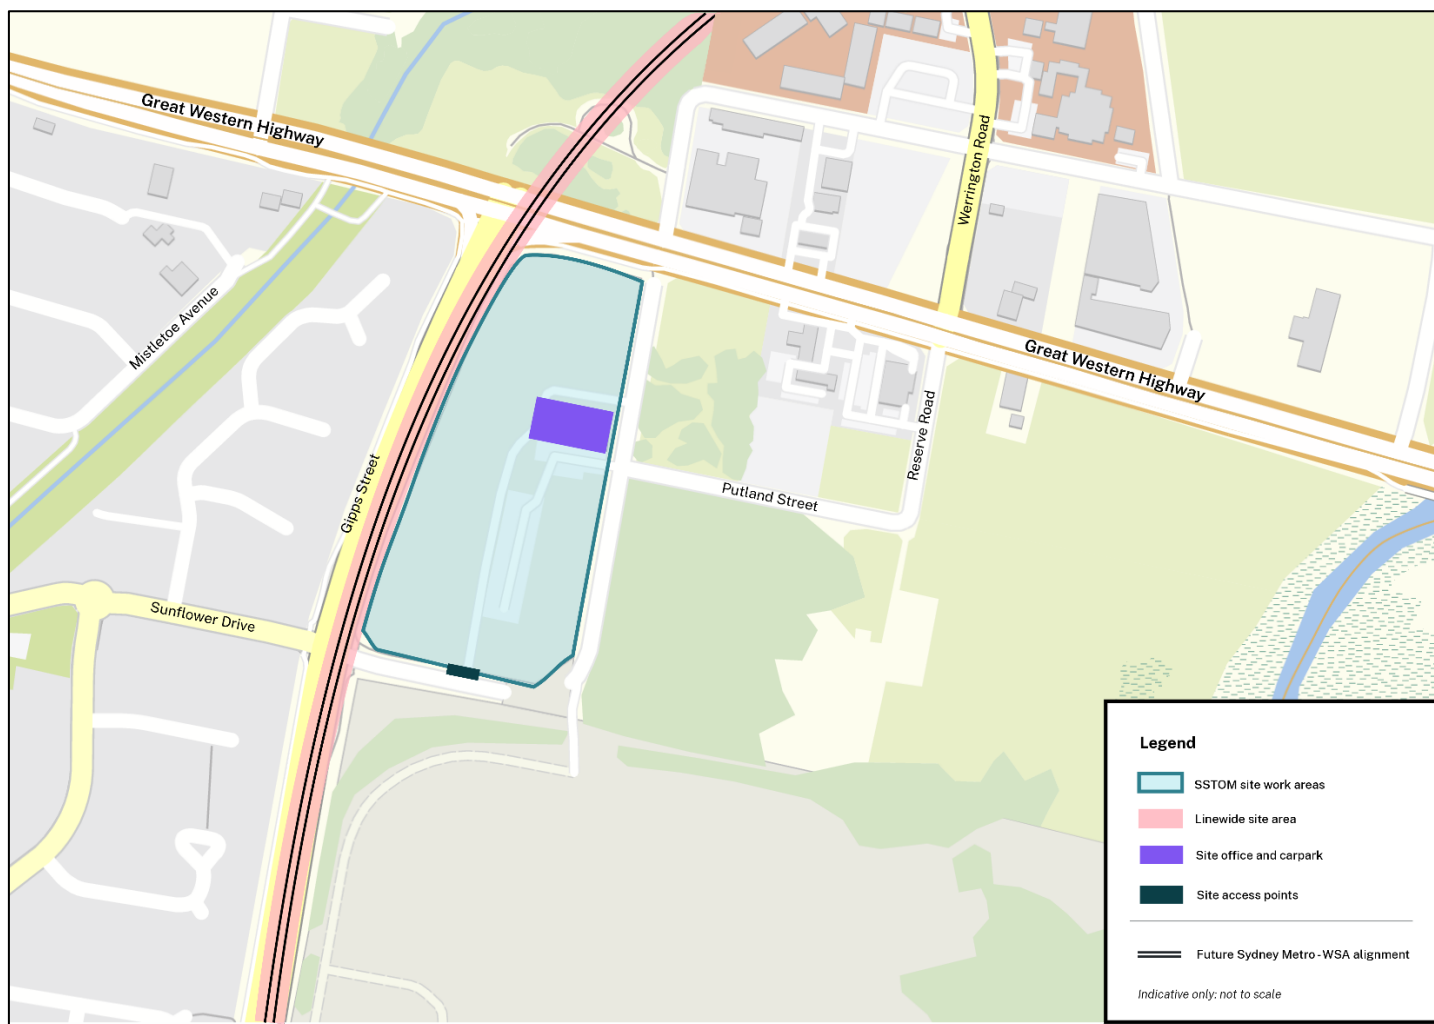 Great Western Highway
Werrington Road
Mistletoe Avenue
Great Western Highway
Reserve Road
Gipps Street
Putland Street
Sunflower Drive
Legend
SSTOM site work areas
Linewide site area
Site office and carpark
Site access points
Future Sydney Metro - WSA alignment
Indicative only: not to scale